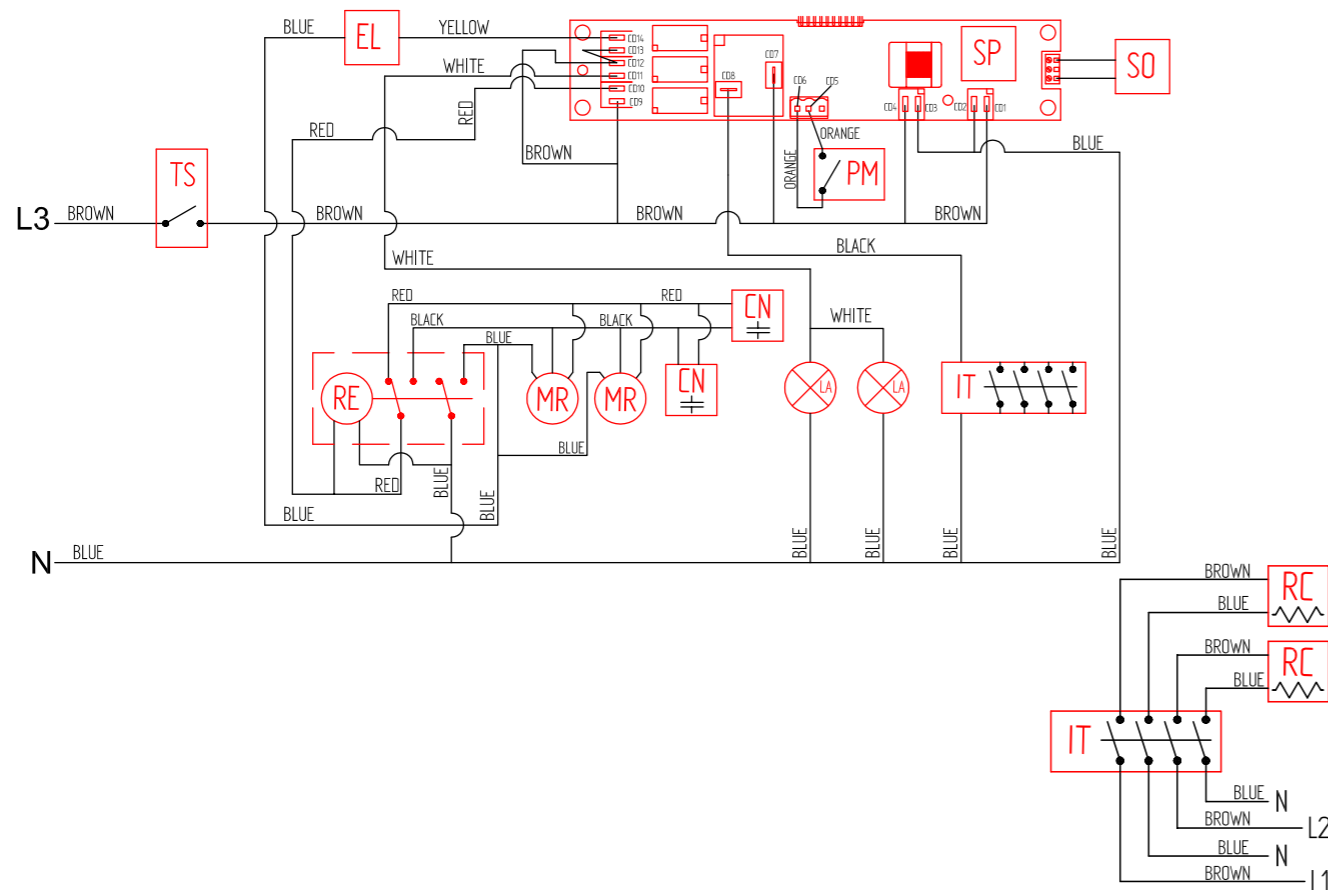 BLUE
EL
YELLOW
CD14
CD13
CD12
CD11
CD10
CD9
WHITE
RED
RED
BROWN
CD8
CD7
CD6
CD5
CD4
CD3
CD2
CD1
SP
SO
ORANGE
ORANGE
PM
BLUE
TS
L3
BROWN
BROWN
BROWN
BROWN
BLACK
WHITE
RED
RED
CN
BLACK
BLACK
BLUE
WHITE
RE
MR
MR
CN
LA
LA
IT
BLUE
RED
BLUE
BLUE
BLUE
BLUE
BLUE
BLUE
BLUE
N
BLUE
BROWN
RC
BLUE
BROWN
RC
BLUE
IT
BLUE
N
BROWN
L2
BLUE
N
BROWN
L1